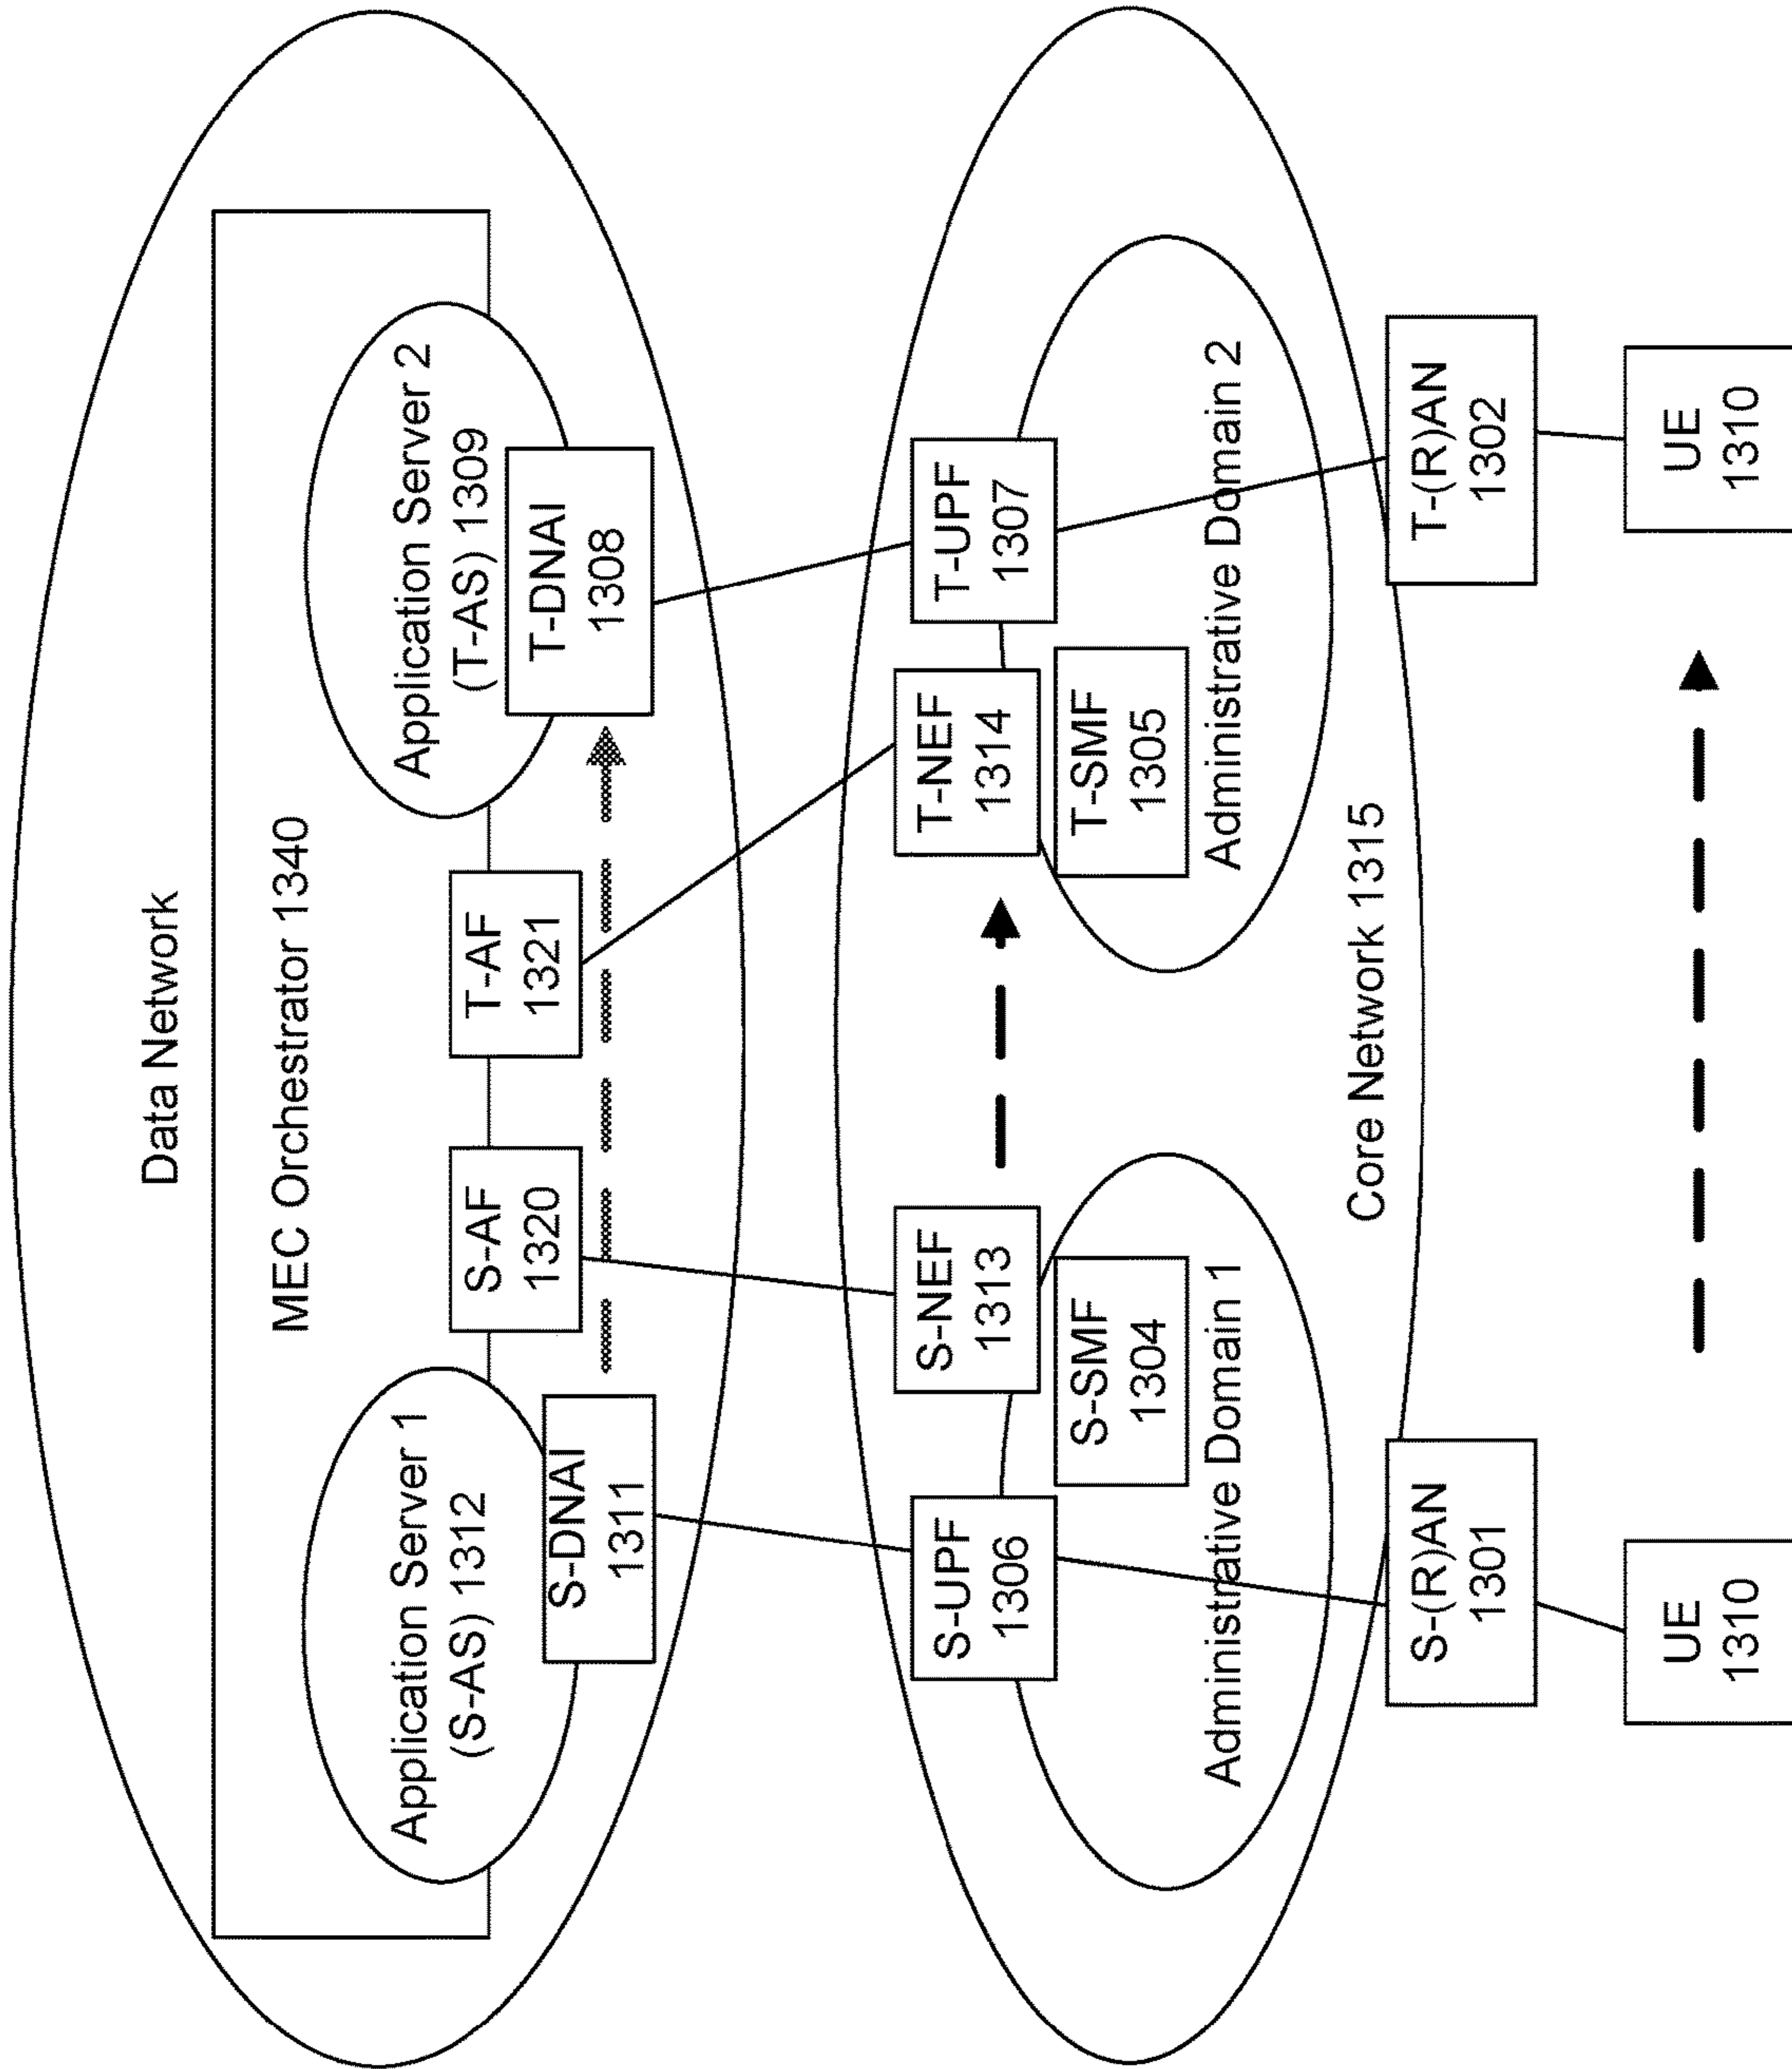 Data Network
MEC Orchestrator 1340
Application Server 1
(S-AS) 1312
S-DNAI
1311
S-AF
1320
T-AF
1321
Application Server 2
(T-AS) 1309
T-DNAI
1308
S-UPF
1306
S-NEF
1313
S-SMF
1304
Administrative Domain 1
T-NEF
1314
T-UPF
1307
T-SMF
1305
Administrative Domain 2
Core Network 1315
S-(R)AN
1301
T-(R)AN
1302
UE
1310
UE
1310